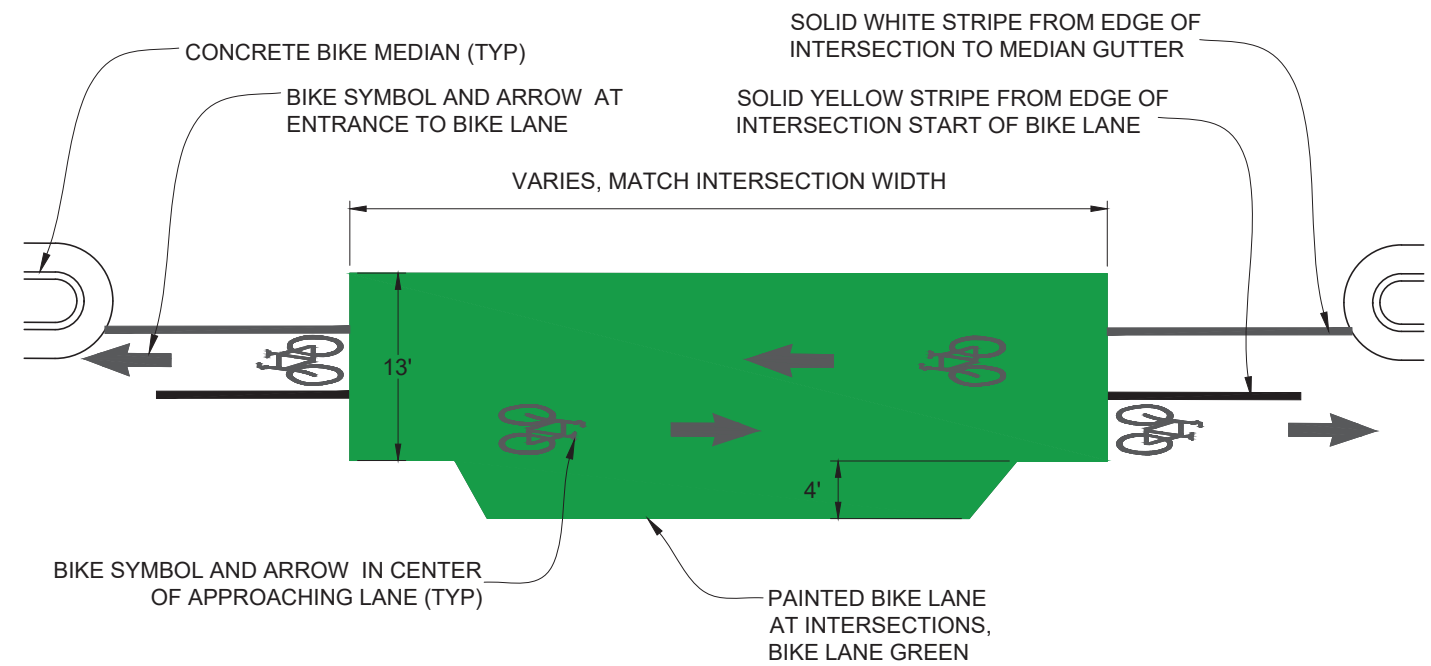 CONCRETE BIKE MEDIAN (TYP)
BIKE SYMBOL AND ARROW AT
ENTRANCE TO BIKE LANE
SOLID WHITE STRIPE FROM EDGE OF
INTERSECTION TO MEDIAN GUTTER
SOLID YELLOW STRIPE FROM EDGE OF
INTERSECTION START OF BIKE LANE
VARIES, MATCH INTERSECTION WIDTH
13'
4'
BIKE SYMBOL AND ARROW IN CENTER
OF APPROACHING LANE (TYP)
PAINTED BIKE LANE
AT INTERSECTIONS,
BIKE LANE GREEN